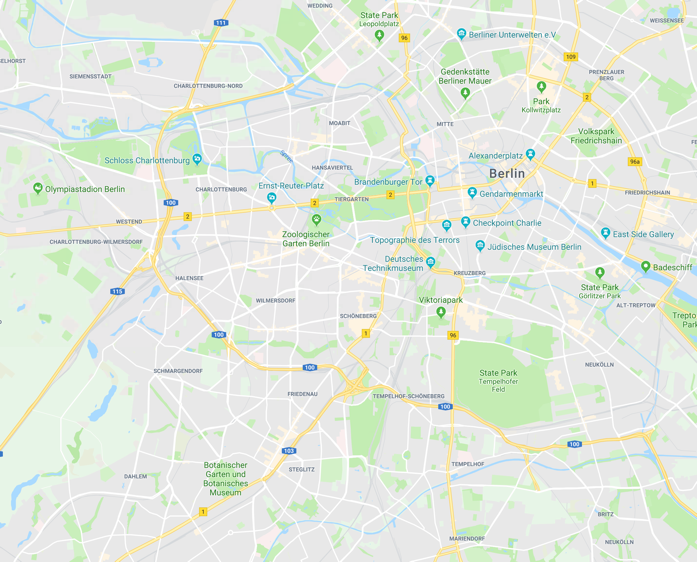 WEDDING
WEISSENSEE
State Park
Leopoldplatz
111
96
Berliner Unterwelten e.V
109
SIEMENSSTADT
CHARLOTTENBURG-NORD
Gedenkstätte
Berliner Mauer
PRENZLAUER
BERG
Park
Kollwitzplatz
2
MOABIT
MITTE
Volkspark
Friedrichshain
Schloss Charlottenburg
Spree
HANSAVIERTEL
Alexanderplatz
96a
Berlin
Olympiastadion Berlin
CHARLOTTENBURG
Ernst-Reuter-Platz
Brandenburger Tor
1
FRIEDRICHSHAIN
100
2
TIERGARTEN
2
Gendarmenmarkt
WESTEND
2
Zoologischer
Garten Berlin
Checkpoint Charlie
East Side Gallery
CHARLOTTENBURG-WILMERSDORF
Topographie des Terrors
Jüdisches Museum Berlin
Deutsches
Technikmuseum
KREUZBERG
Badeschiff
HALENSEE
State Park
Görlitzer Park
115
WILMERSDORF
Viktoriapark
ALT-TREPTOW
SCHÖNEBERG
Trepto
Park
100
1
96
NEUKÖLLN
SCHMARGENDORF
100
State Park
Tempelhofer
Feld
FRIEDENAU
TEMPELHOF-SCHÖNEBERG
100
100
103
Botanischer
Garten und
Botanisches
Museum
STEGLITZ
TEMPELHOF
DAHLEM
1
BRITZ
MARIENDORF
NEUKÖLLN